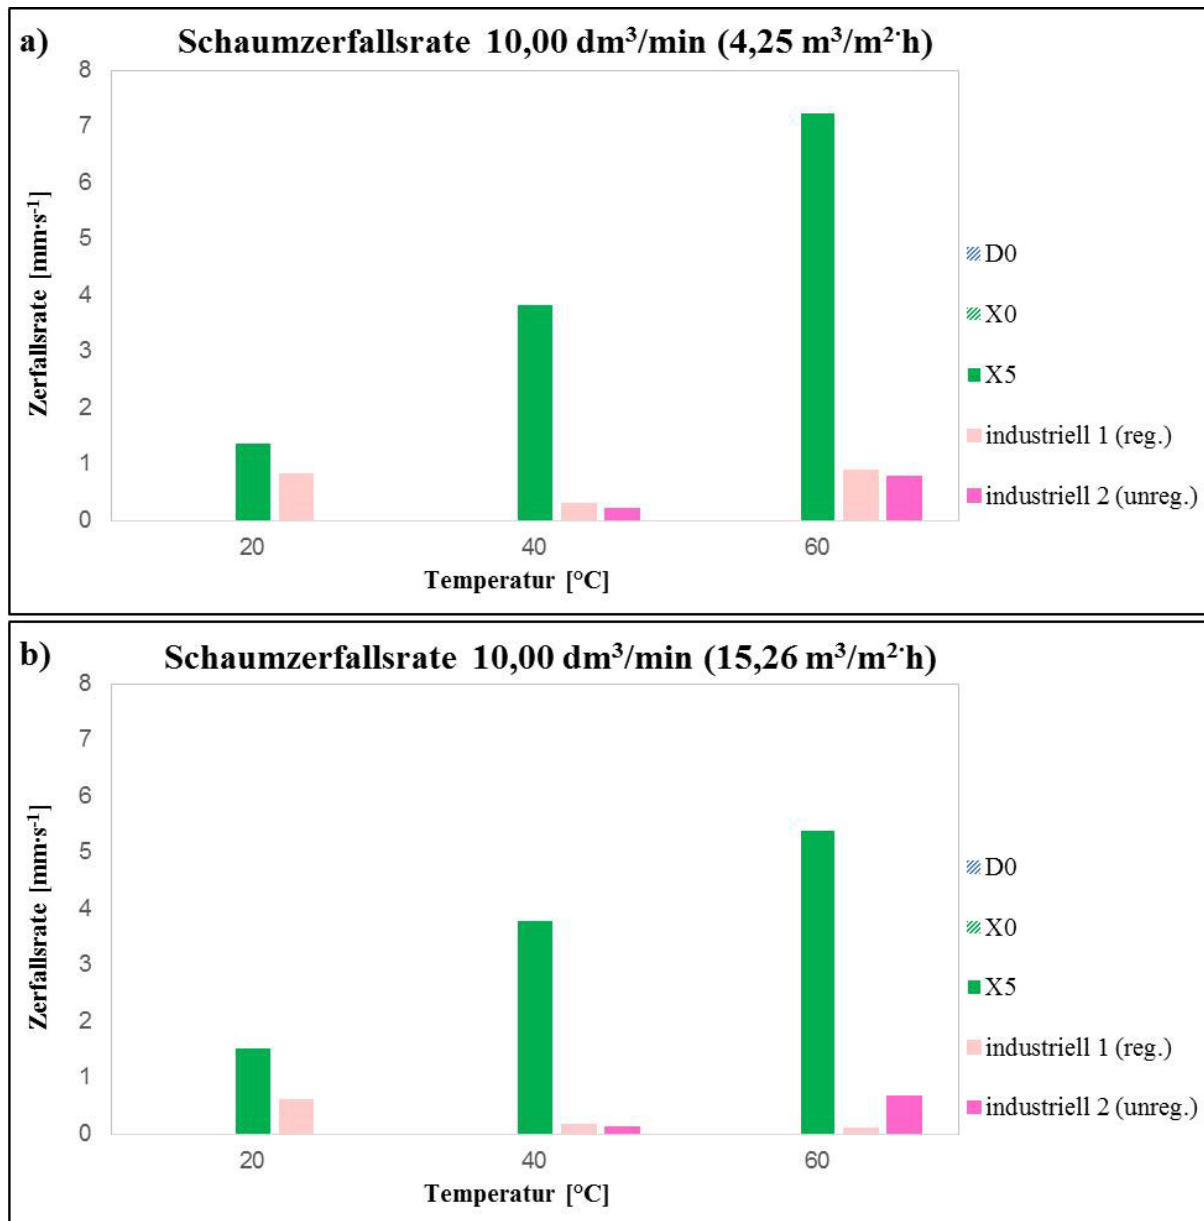 a)
Schaumzerfallsrate 10,00 dm³/min (4,25 m³/m²˙h)
8
7
6
5
4
3
2
1
0
Zerfallsrate [mm·s⁻¹]
20
40
60
Temperatur [°C]
D0
X0
X5
industriell 1 (reg.)
industriell 2 (unreg.)
b)
Schaumzerfallsrate 10,00 dm³/min (15,26 m³/m²˙h)
8
7
6
5
4
3
2
1
0
Zerfallsrate [mm·s⁻¹]
20
40
60
Temperatur [°C]
D0
X0
X5
industriell 1 (reg.)
industriell 2 (unreg.)